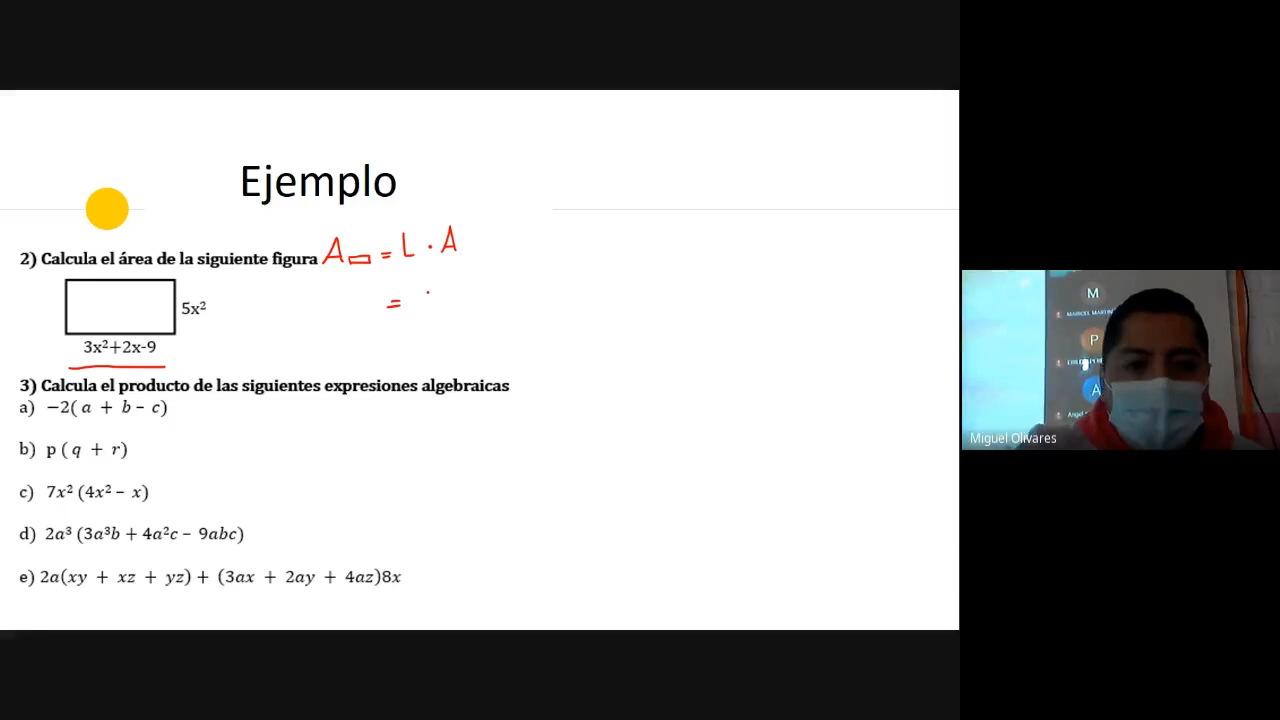 Ejemplo
2) Calcula el área de la siguiente figura A▭ = L · A
5x² =
3x²+2x-9
3) Calcula el producto de las siguientes expresiones algebraicas
a) −2( a + b – c)
b) p ( q + r)
c) 7x² (4x² – x)
d) 2a³ (3a³b + 4a²c – 9abc)
e) 2a(xy + xz + yz) + (3ax + 2ay + 4az)8x
M
P
A
Miguel Olivares